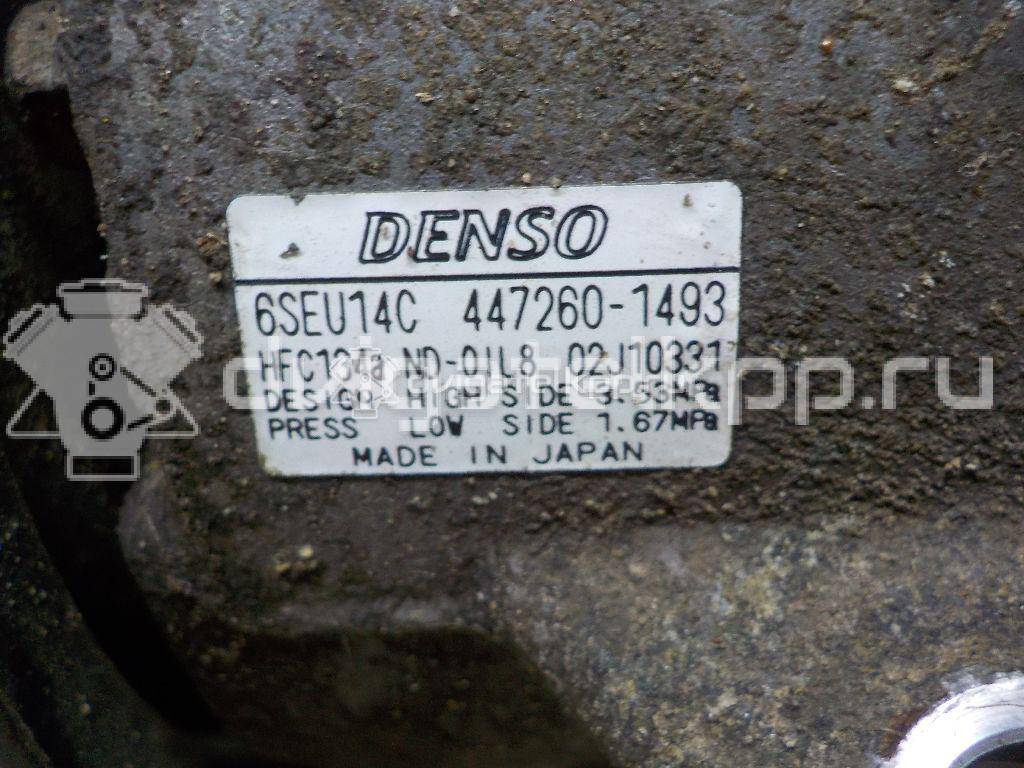 DENSO
6SEU14C 447260-1493
HFC134a ND-OIL8 02J10331
DESIGN HIGH SIDE 3.53MPa
PRESS LOW SIDE 1.67MPa
MADE IN JAPAN